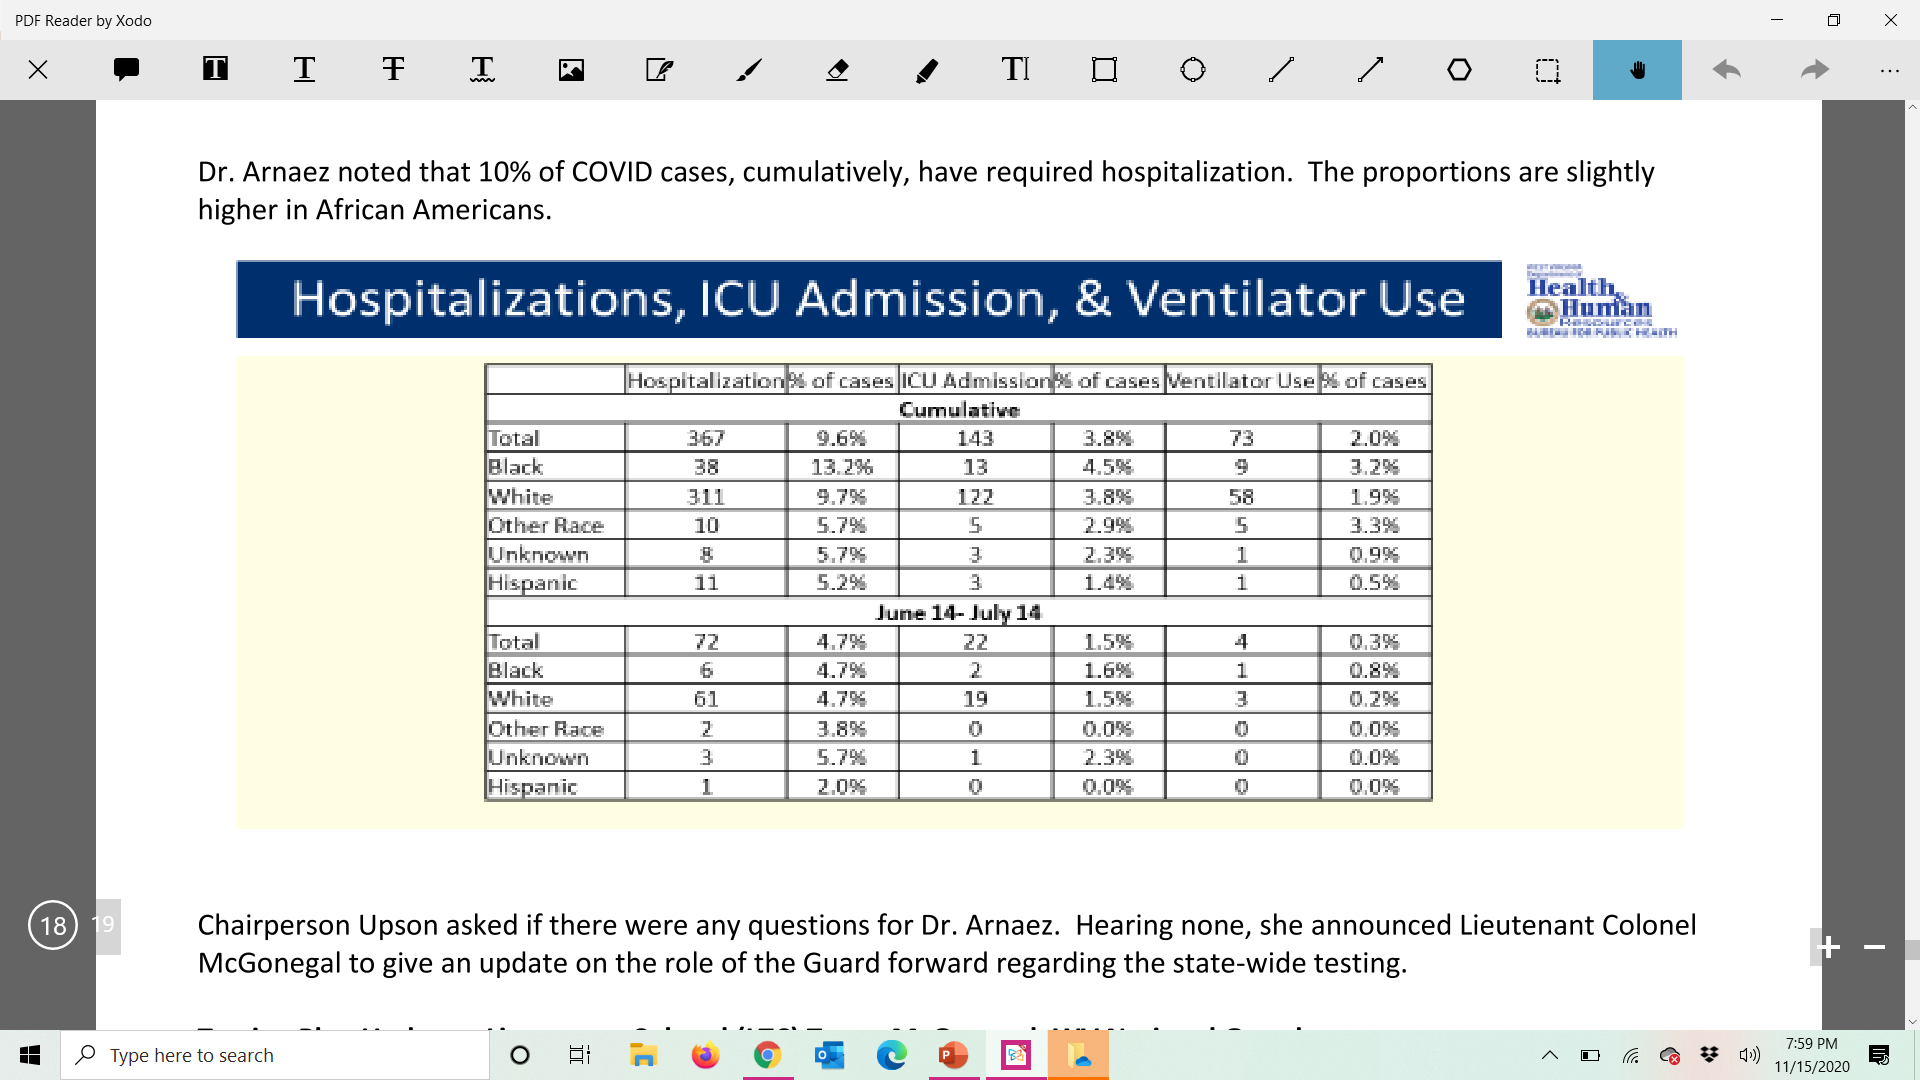 PDF Reader by Xodo
Dr. Arnaez noted that 10% of COVID cases, cumulatively, have required hospitalization. The proportions are slightly
higher in African Americans.
Hospitalizations, ICU Admission, & Ventilator Use
WEST VIRGINIA
Department of
Health &
Human
Resources
BUREAU FOR PUBLIC HEALTH
Hospitalization % of cases ICU Admission % of cases Ventilator Use % of cases
Cumulative
Total 367 9.6% 143 3.8% 73 2.0%
Black 38 13.2% 13 4.5% 9 3.2%
White 311 9.7% 122 3.8% 58 1.9%
Other Race 10 5.7% 5 2.9% 5 3.3%
Unknown 8 5.7% 3 2.3% 1 0.9%
Hispanic 11 5.2% 3 1.4% 1 0.5%
June 14- July 14
Total 72 4.7% 22 1.5% 4 0.3%
Black 6 4.7% 2 1.6% 1 0.8%
White 61 4.7% 19 1.5% 3 0.2%
Other Race 2 3.8% 0 0.0% 0 0.0%
Unknown 3 5.7% 1 2.3% 0 0.0%
Hispanic 1 2.0% 0 0.0% 0 0.0%
18 19
Chairperson Upson asked if there were any questions for Dr. Arnaez. Hearing none, she announced Lieutenant Colonel
McGonegal to give an update on the role of the Guard forward regarding the state-wide testing.
Type here to search
7:59 PM
11/15/2020